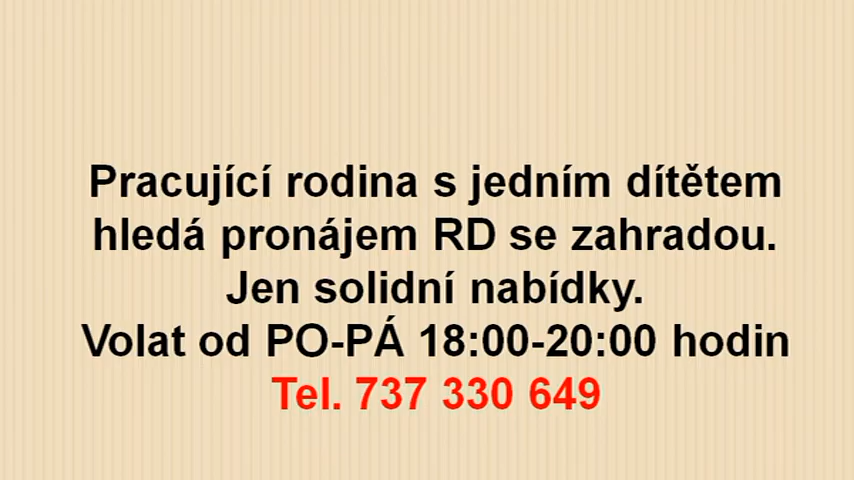 Pracující rodina s jedním dítětem
hledá pronájem RD se zahradou.
Jen solidní nabídky.
Volat od PO-PÁ 18:00-20:00 hodin
Tel. 737 330 649